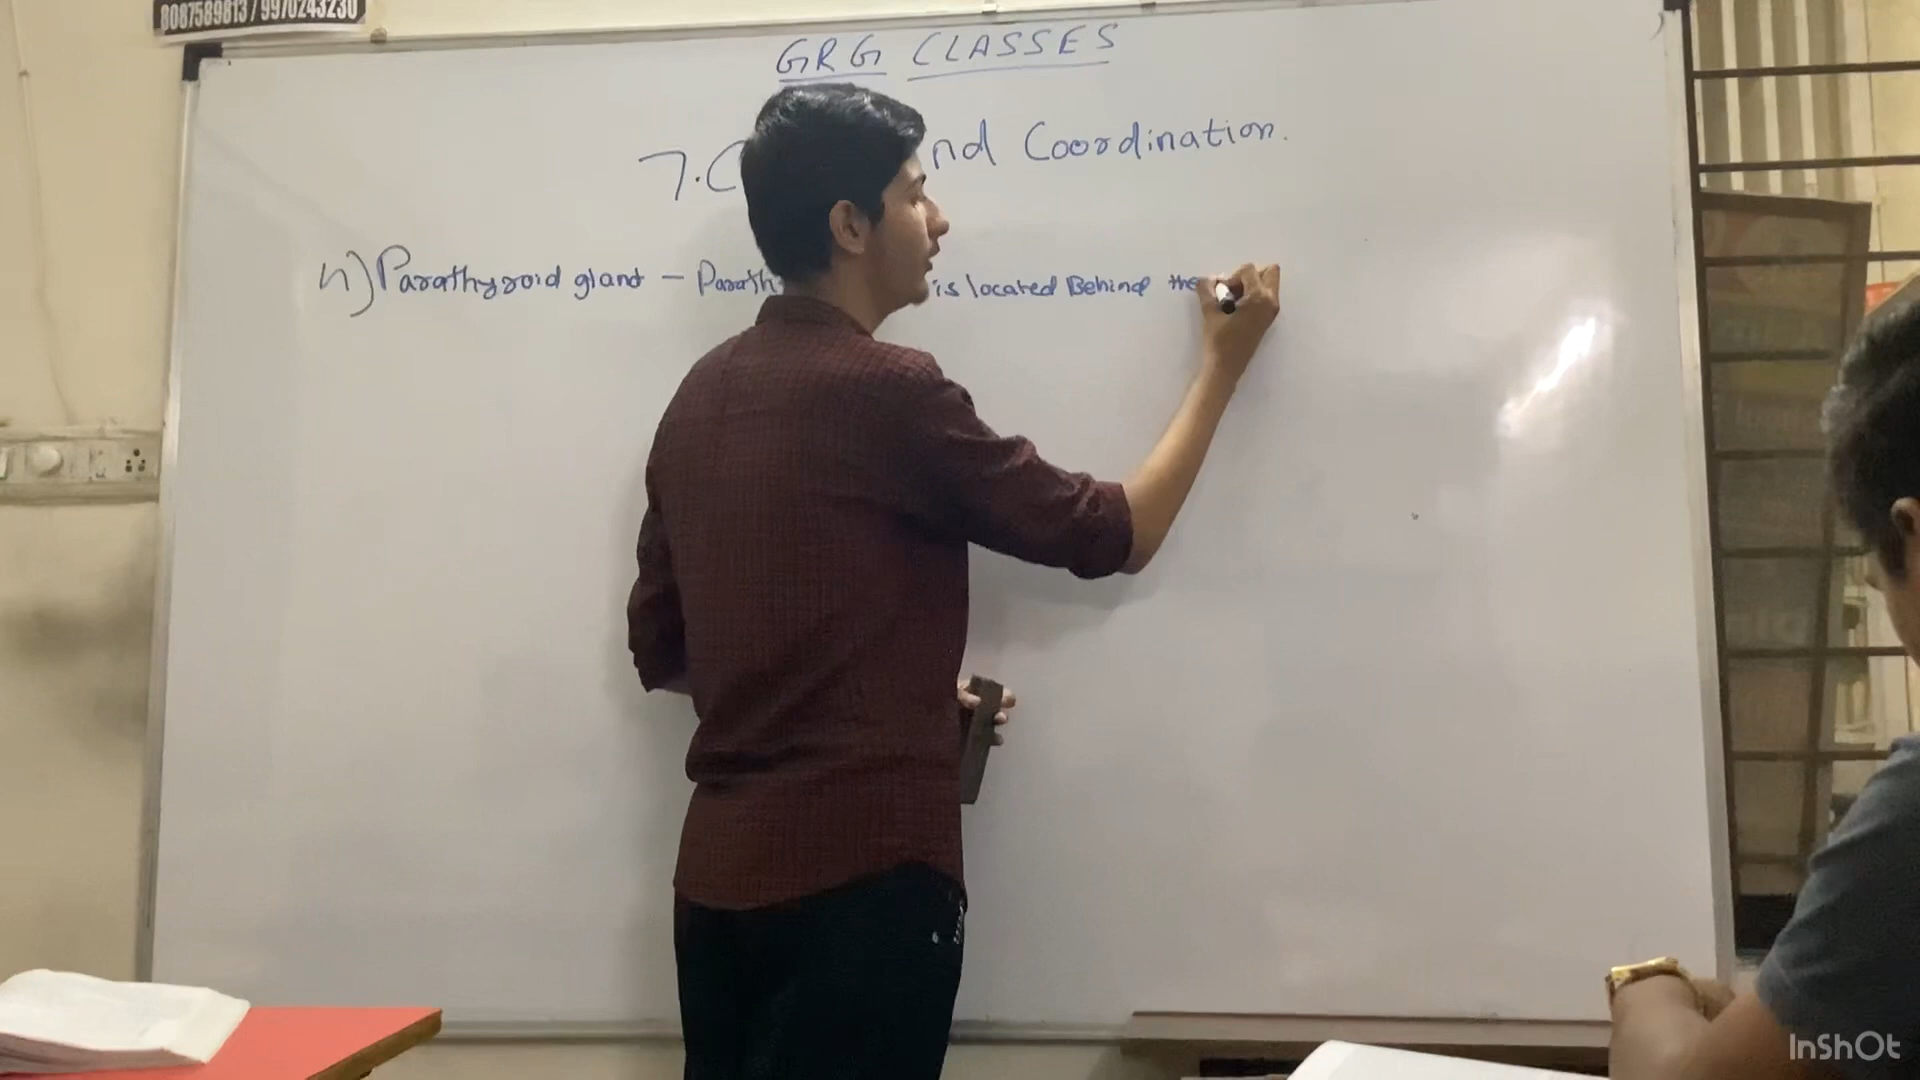 8087589813 / 9970243230
GRG CLASSES
7. C nd Coordination.
4) Parathyroid gland – Parath is located Behind the
InShOt